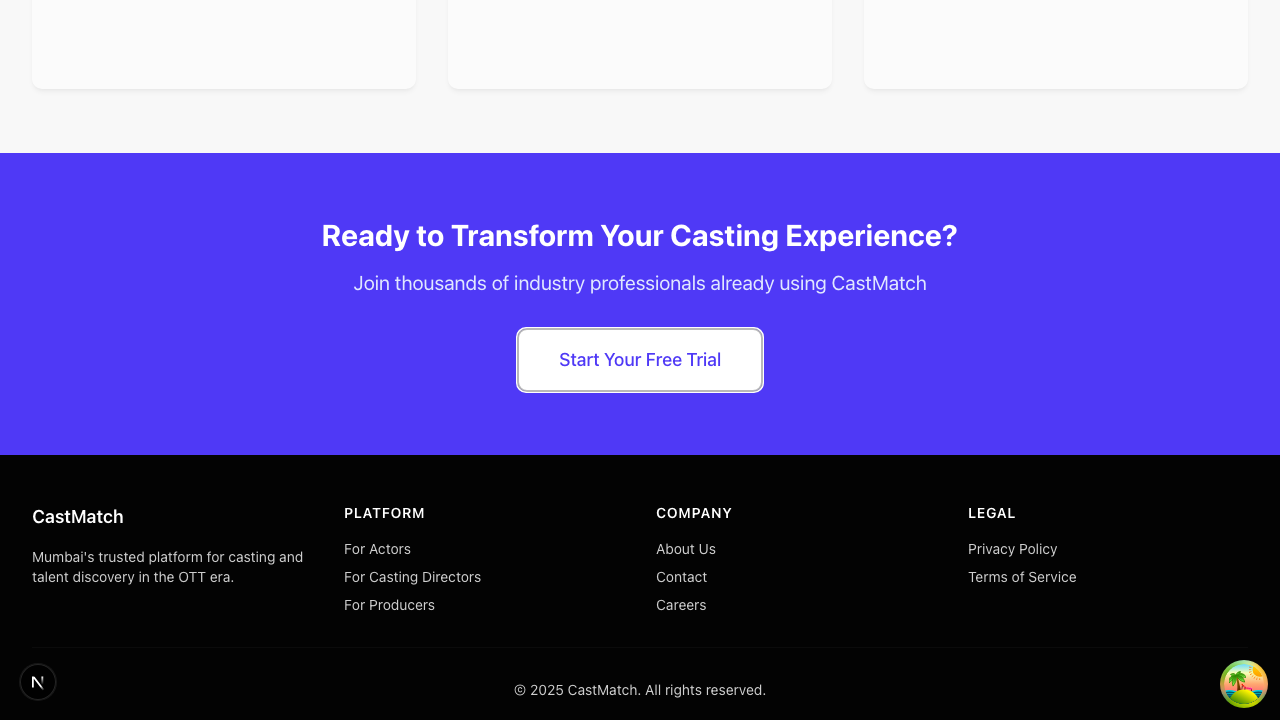 Ready to Transform Your Casting Experience?
Join thousands of industry professionals already using CastMatch
Start Your Free Trial
CastMatch
Mumbai's trusted platform for casting and
talent discovery in the OTT era.
PLATFORM
For Actors
For Casting Directors
For Producers
COMPANY
About Us
Contact
Careers
LEGAL
Privacy Policy
Terms of Service
N
© 2025 CastMatch. All rights reserved.